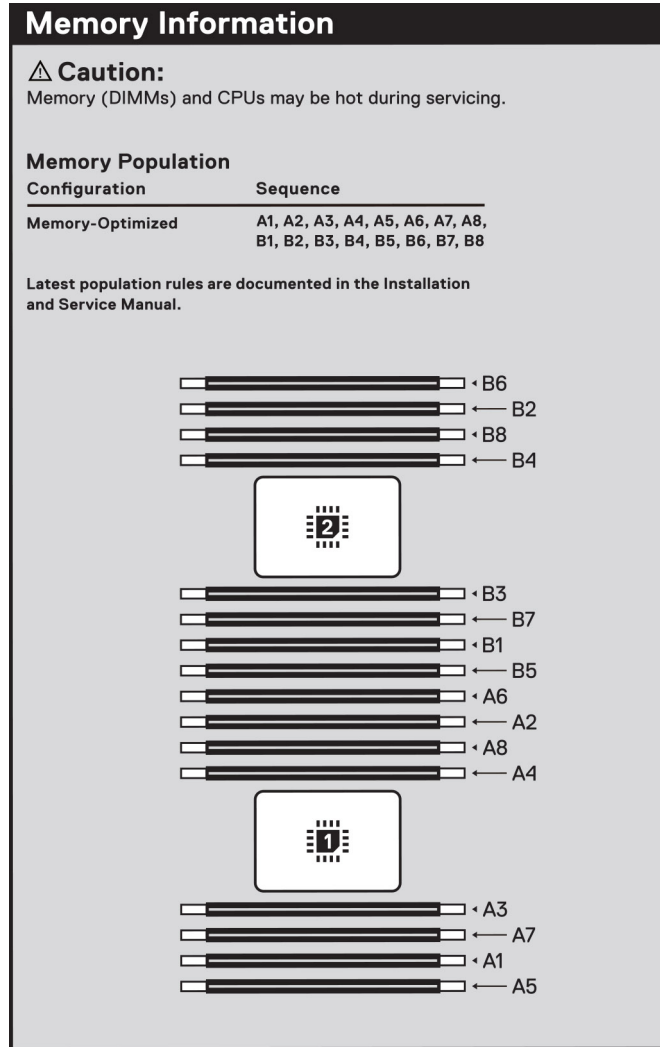 Memory Information
⚠ Caution:
Memory (DIMMs) and CPUs may be hot during servicing.
Memory Population
Configuration Sequence
Memory-Optimized A1, A2, A3, A4, A5, A6, A7, A8,
B1, B2, B3, B4, B5, B6, B7, B8
Latest population rules are documented in the Installation
and Service Manual.
B6
B2
B8
B4
2
B3
B7
B1
B5
A6
A2
A8
A4
1
A3
A7
A1
A5